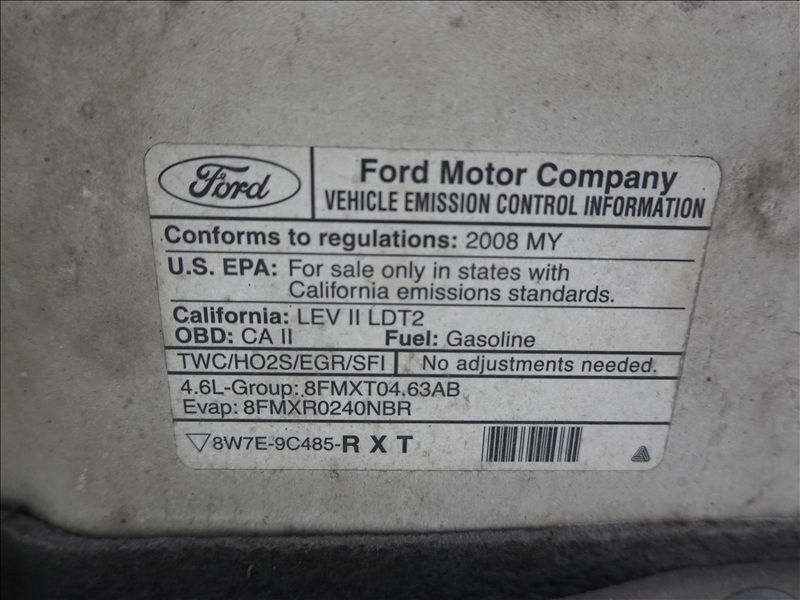 Ford
Ford Motor Company
VEHICLE EMISSION CONTROL INFORMATION
Conforms to regulations: 2008 MY
U.S. EPA: For sale only in states with
California emissions standards.
California: LEV II LDT2
OBD: CA II Fuel: Gasoline
TWC/HO2S/EGR/SFI No adjustments needed.
4.6L-Group: 8FMXT04.63AB
Evap: 8FMXR0240NBR
▽8W7E-9C485-R X T